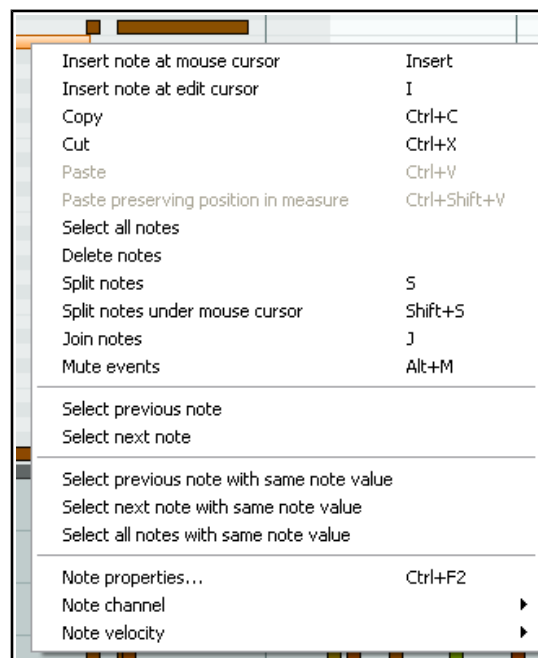 Insert note at mouse cursor Insert
Insert note at edit cursor I
Copy Ctrl+C
Cut Ctrl+X
Paste Ctrl+V
Paste preserving position in measure Ctrl+Shift+V
Select all notes
Delete notes
Split notes S
Split notes under mouse cursor Shift+S
Join notes J
Mute events Alt+M
Select previous note
Select next note
Select previous note with same note value
Select next note with same note value
Select all notes with same note value
Note properties... Ctrl+F2
Note channel
Note velocity